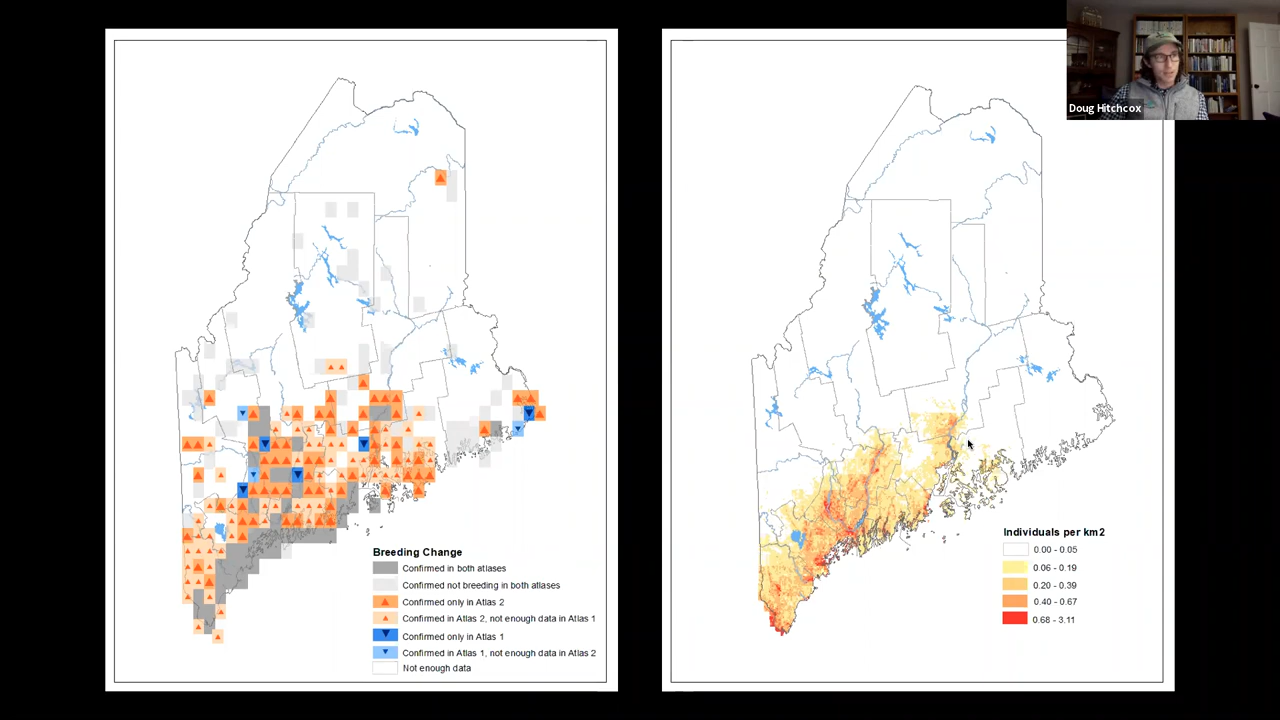 Doug Hitchcox
Breeding Change
Confirmed in both atlases
Confirmed not breeding in both atlases
Confirmed only in Atlas 2
Confirmed in Atlas 2, not enough data in Atlas 1
Confirmed only in Atlas 1
Confirmed in Atlas 1, not enough data in Atlas 2
Not enough data
Individuals per km2
0.00 - 0.05
0.06 - 0.19
0.20 - 0.39
0.40 - 0.67
0.68 - 3.11